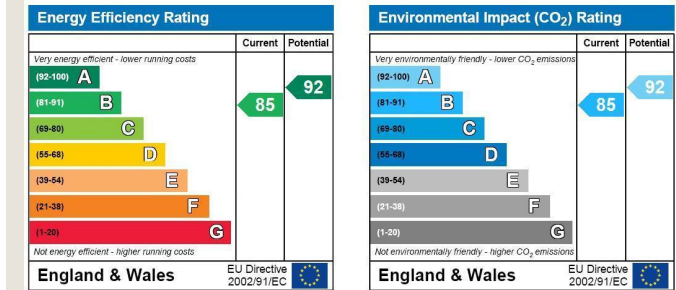 Energy Efficiency Rating
Current Potential
Very energy efficient - lower running costs
(92-100) A
(81-91) B
(69-80) C
(55-68) D
(39-54) E
(21-38) F
(1-20) G
85
92
Not energy efficient - higher running costs
England & Wales
EU Directive
2002/91/EC
Environmental Impact (CO₂) Rating
Current Potential
Very environmentally friendly - lower CO₂ emissions
(92-100) A
(81-91) B
(69-80) C
(55-68) D
(39-54) E
(21-38) F
(1-20) G
85
92
Not environmentally friendly - higher CO₂ emissions
England & Wales
EU Directive
2002/91/EC